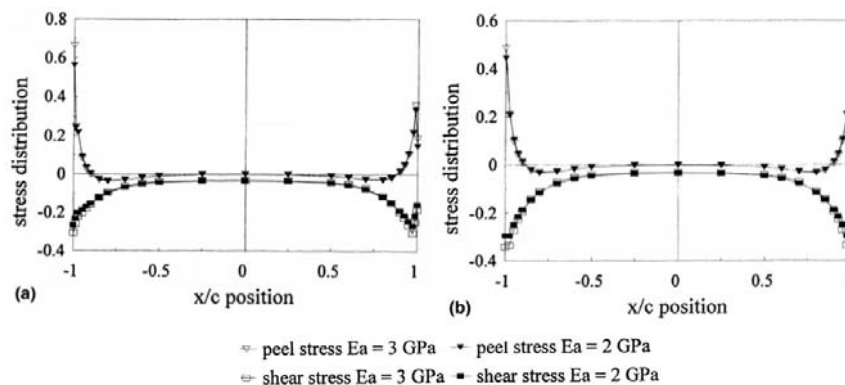 0.8
0.6
0.4
0.2
0
-0.2
-0.4
stress distribution
-1
-0.5
0
0.5
1
x/c position
(a)
0.6
0.4
0.2
0
-0.2
-0.4
stress distribution
-1
-0.5
0
0.5
1
x/c position
(b)
peel stress Ea = 3 GPa peel stress Ea = 2 GPa
shear stress Ea = 3 GPa shear stress Ea = 2 GPa